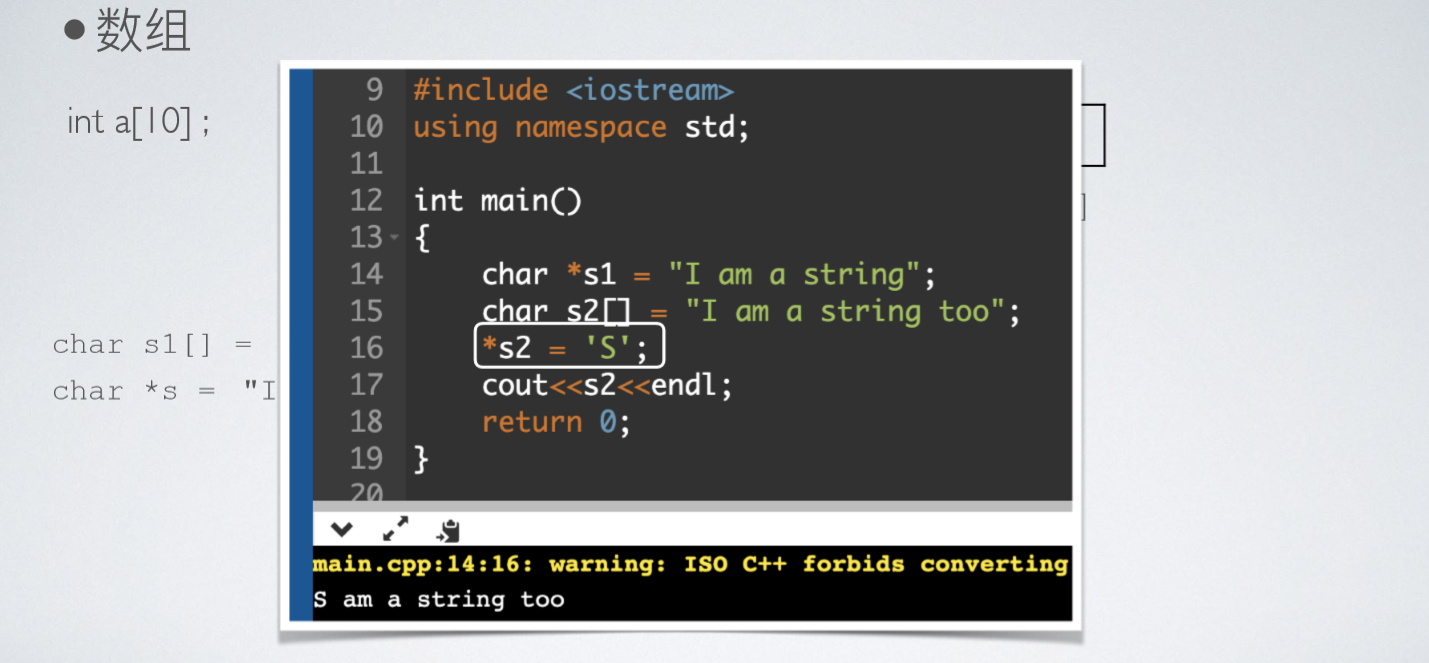 •数组
int a[10];
char s1[] =
char *s = "I
]
9 #include <iostream>
10 using namespace std;
11
12 int main()
13 {
14 char *s1 = "I am a string";
15 char s2[] = "I am a string too";
16 *s2 = 'S';
17 cout<<s2<<endl;
18 return 0;
19 }
20
main.cpp:14:16: warning: ISO C++ forbids converting
S am a string too